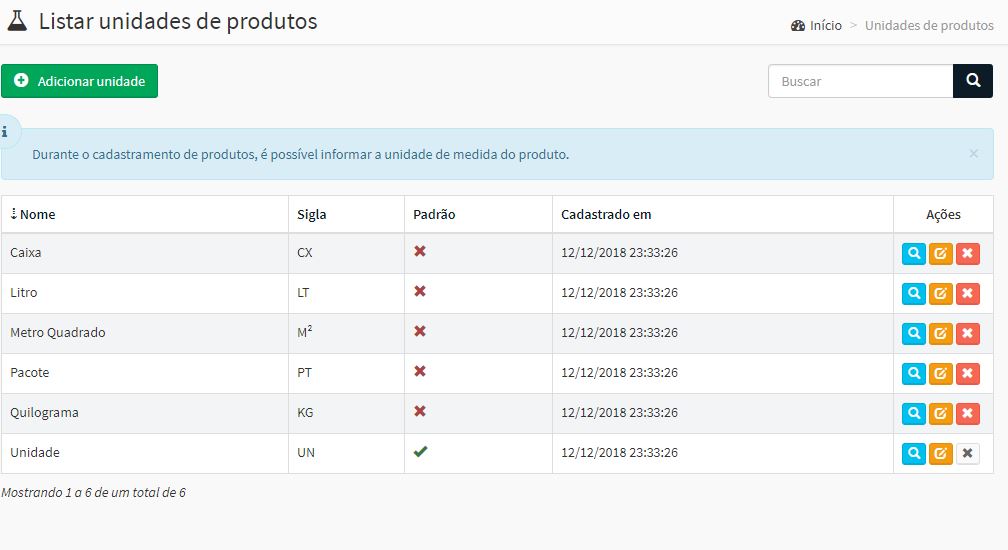 Listar unidades de produtos
Início > Unidades de produtos
Adicionar unidade
Buscar
Durante o cadastramento de produtos, é possível informar a unidade de medida do produto.
Nome Sigla Padrão Cadastrado em Ações
Caixa CX 12/12/2018 23:33:26
Litro LT 12/12/2018 23:33:26
Metro Quadrado M² 12/12/2018 23:33:26
Pacote PT 12/12/2018 23:33:26
Quilograma KG 12/12/2018 23:33:26
Unidade UN 12/12/2018 23:33:26
Mostrando 1 a 6 de um total de 6